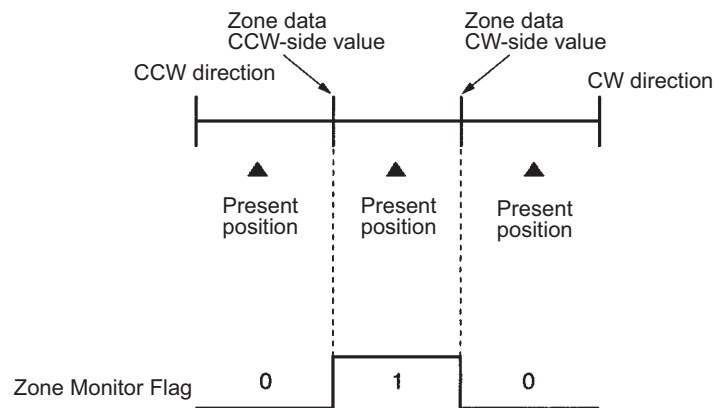 Zone data
CCW-side value
Zone data
CW-side value
CCW direction
CW direction
Present
position
Present
position
Present
position
Zone Monitor Flag
0
1
0